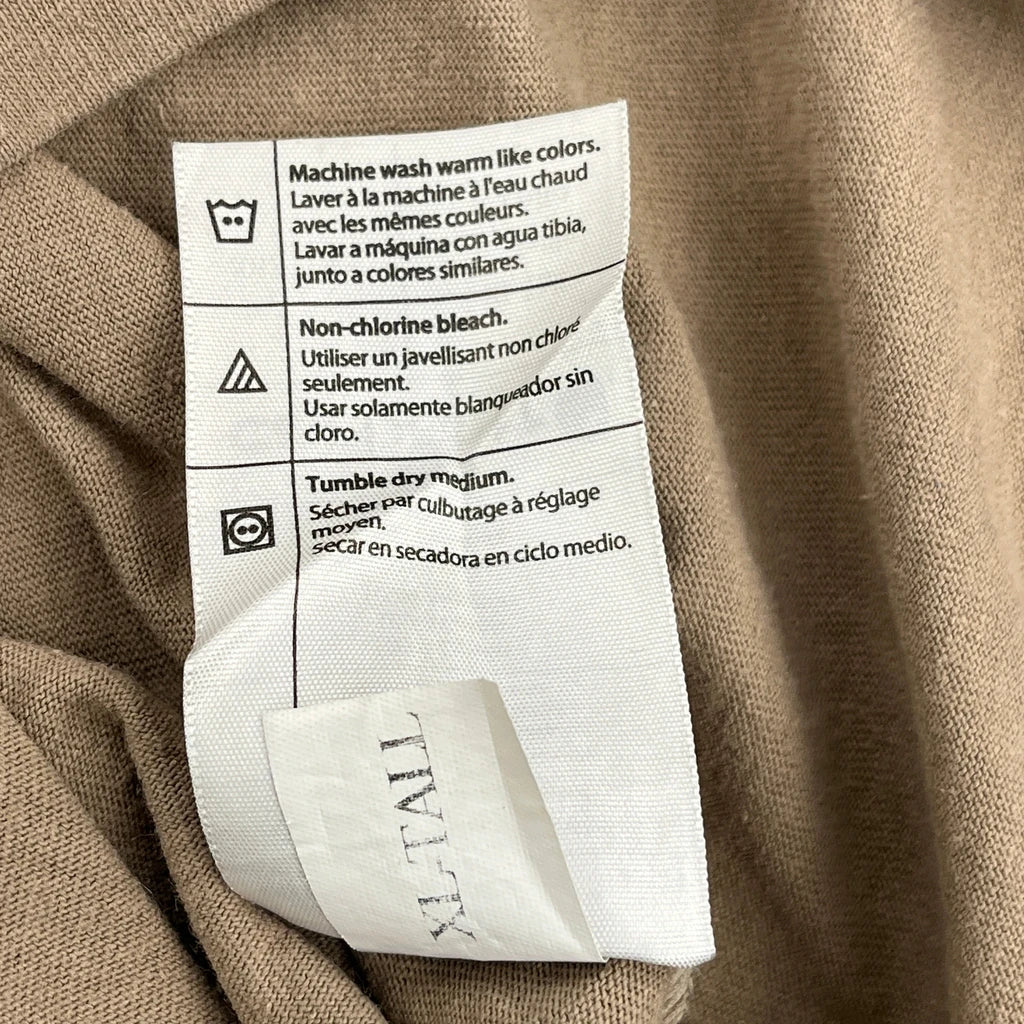 Machine wash warm like colors.
Laver à la machine à l'eau chaud
avec les mêmes couleurs.
Lavar a máquina con agua tibia,
junto a colores similares.
Non-chlorine bleach.
Utiliser un javellisant non chloré
seulement.
Usar solamente blanqueador sin
cloro.
Tumble dry medium.
Sécher par culbutage à réglage
moyen.
secar en secadora en ciclo medio.
XL-TALL